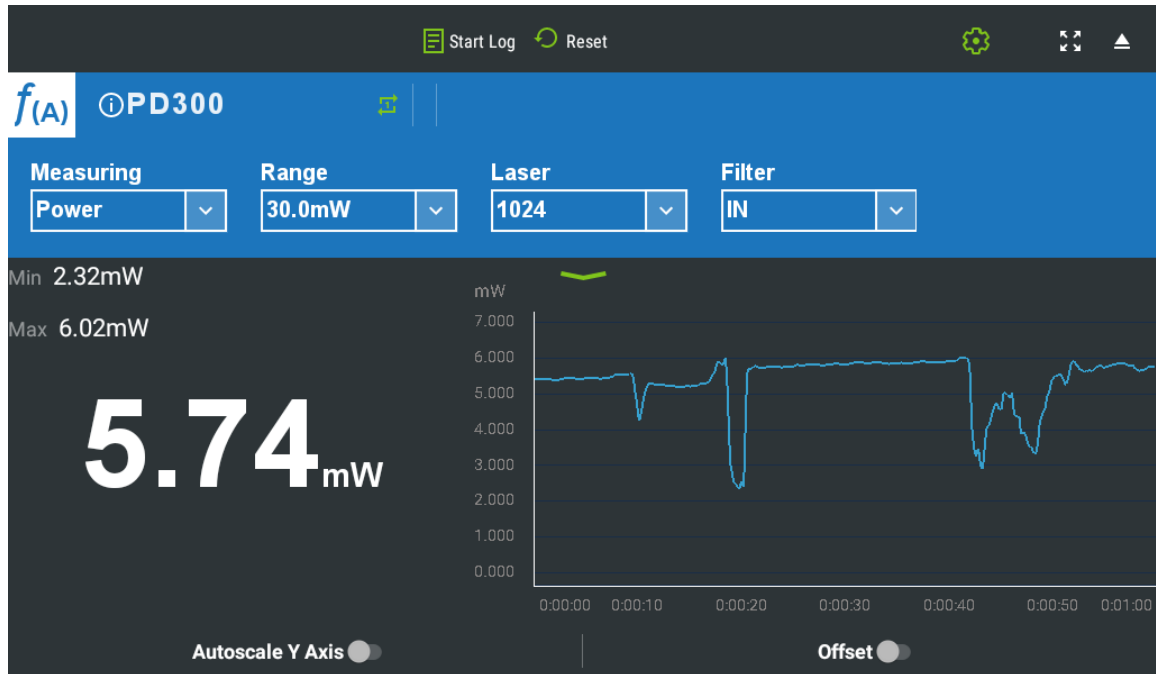 Start Log Reset
f(A) PD300
Measuring Range Laser Filter
Power 30.0mW 1024 IN
Min 2.32mW
Max 6.02mW
5.74mW
mW
7.000
6.000
5.000
4.000
3.000
2.000
1.000
0.000
0:00:00 0:00:10 0:00:20 0:00:30 0:00:40 0:00:50 0:01:00
Autoscale Y Axis Offset